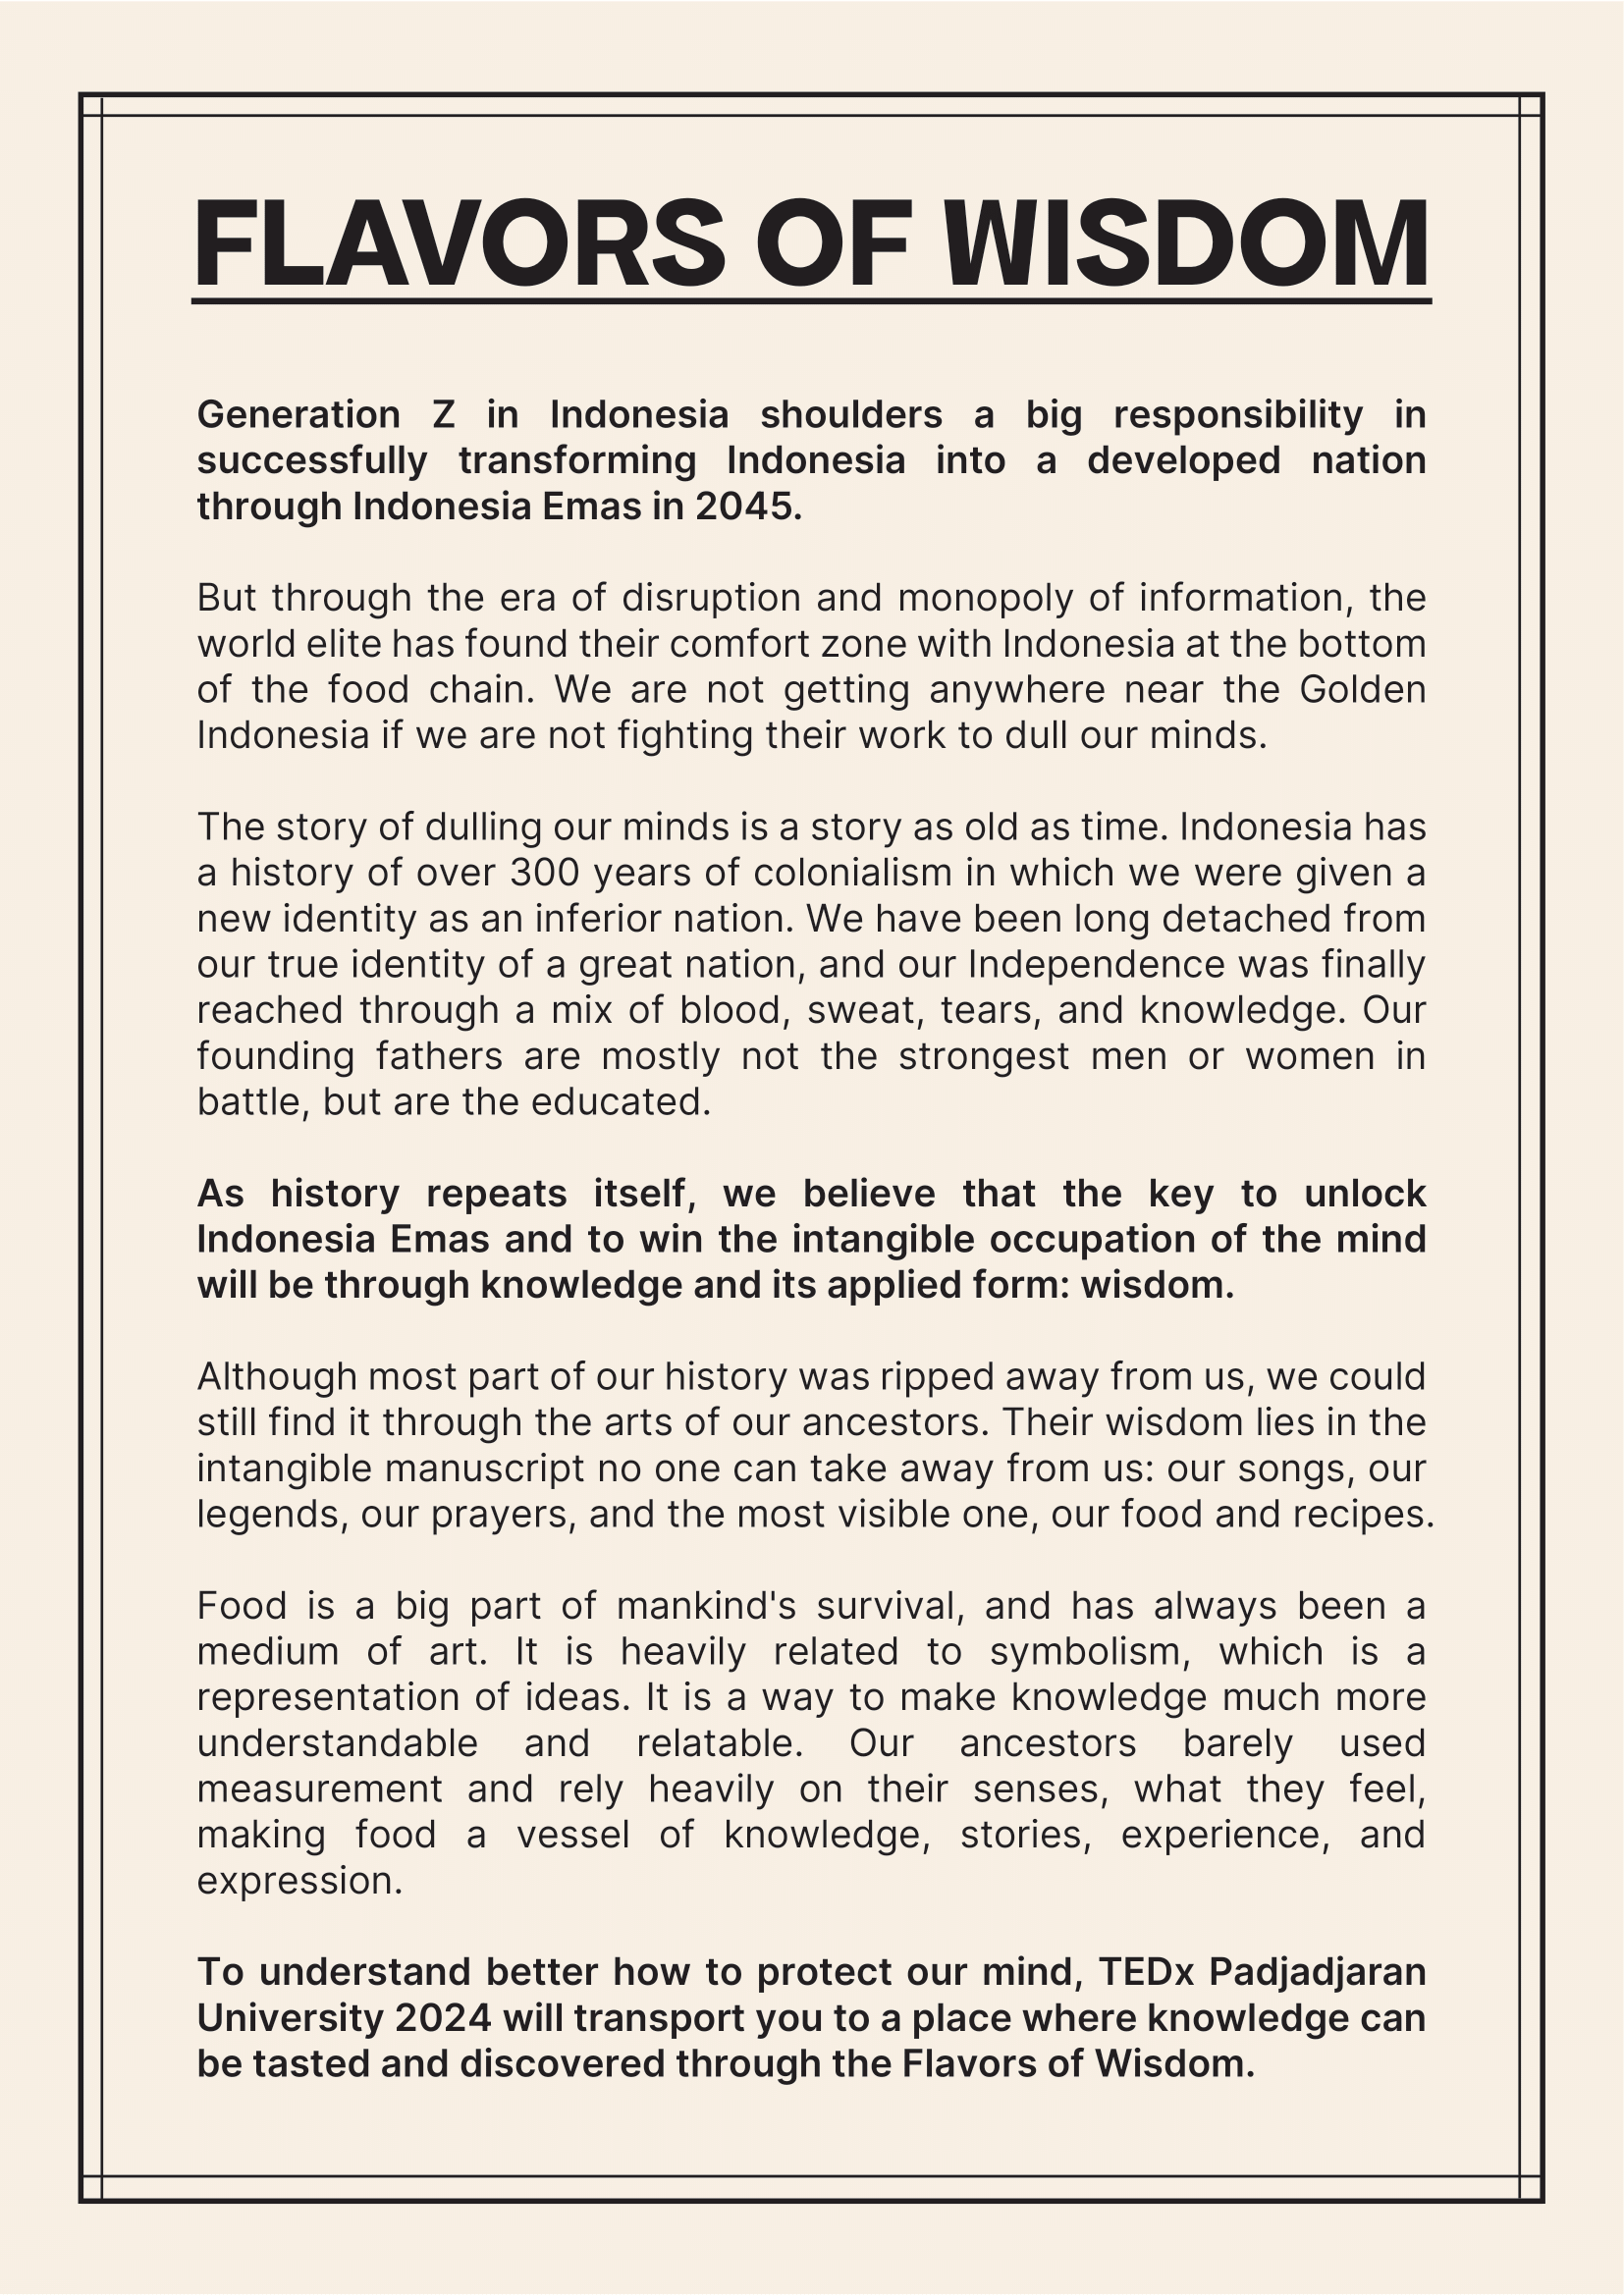 FLAVORS OF WISDOM
Generation Z in Indonesia shoulders a big responsibility in
successfully transforming Indonesia into a developed nation
through Indonesia Emas in 2045.
But through the era of disruption and monopoly of information, the
world elite has found their comfort zone with Indonesia at the bottom
of the food chain. We are not getting anywhere near the Golden
Indonesia if we are not fighting their work to dull our minds.
The story of dulling our minds is a story as old as time. Indonesia has
a history of over 300 years of colonialism in which we were given a
new identity as an inferior nation. We have been long detached from
our true identity of a great nation, and our Independence was finally
reached through a mix of blood, sweat, tears, and knowledge. Our
founding fathers are mostly not the strongest men or women in
battle, but are the educated.
As history repeats itself, we believe that the key to unlock
Indonesia Emas and to win the intangible occupation of the mind
will be through knowledge and its applied form: wisdom.
Although most part of our history was ripped away from us, we could
still find it through the arts of our ancestors. Their wisdom lies in the
intangible manuscript no one can take away from us: our songs, our
legends, our prayers, and the most visible one, our food and recipes.
Food is a big part of mankind's survival, and has always been a
medium of art. It is heavily related to symbolism, which is a
representation of ideas. It is a way to make knowledge much more
understandable and relatable. Our ancestors barely used
measurement and rely heavily on their senses, what they feel,
making food a vessel of knowledge, stories, experience, and
expression.
To understand better how to protect our mind, TEDx Padjadjaran
University 2024 will transport you to a place where knowledge can
be tasted and discovered through the Flavors of Wisdom.